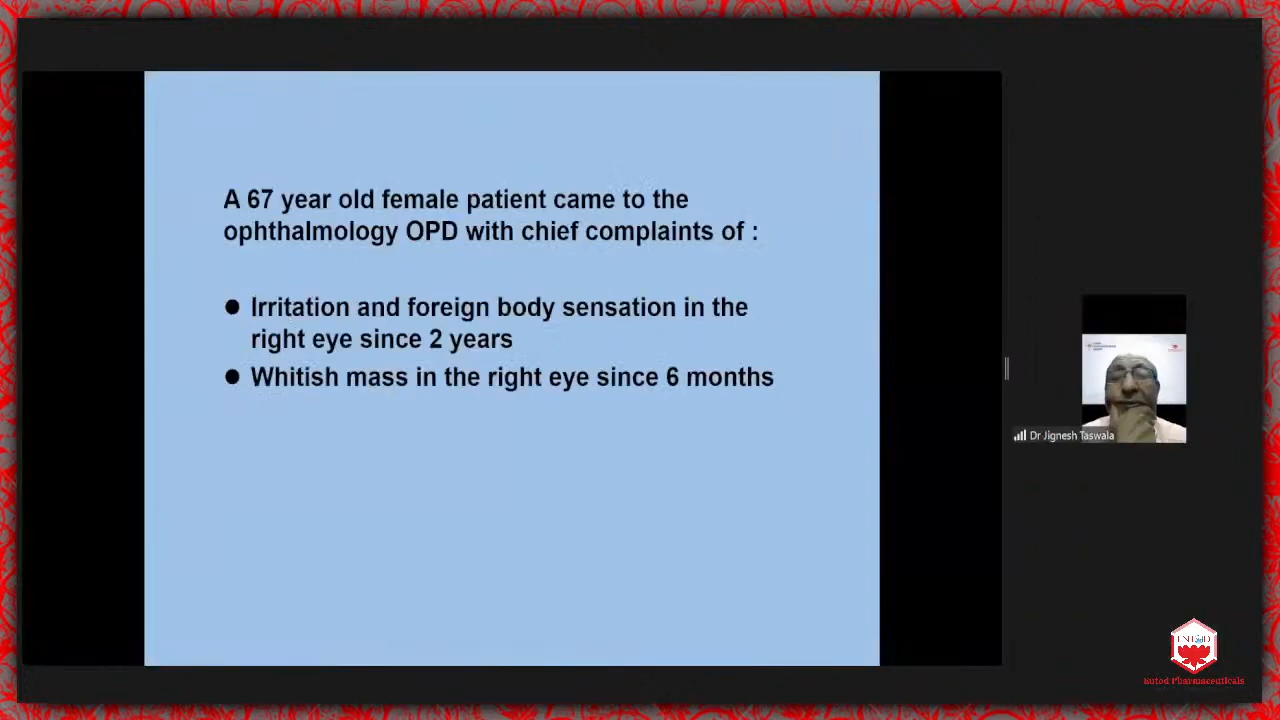 A 67 year old female patient came to the
ophthalmology OPD with chief complaints of :
● Irritation and foreign body sensation in the
right eye since 2 years
● Whitish mass in the right eye since 6 months
Dr Jignesh Taswala
Entod Pharmaceuticals